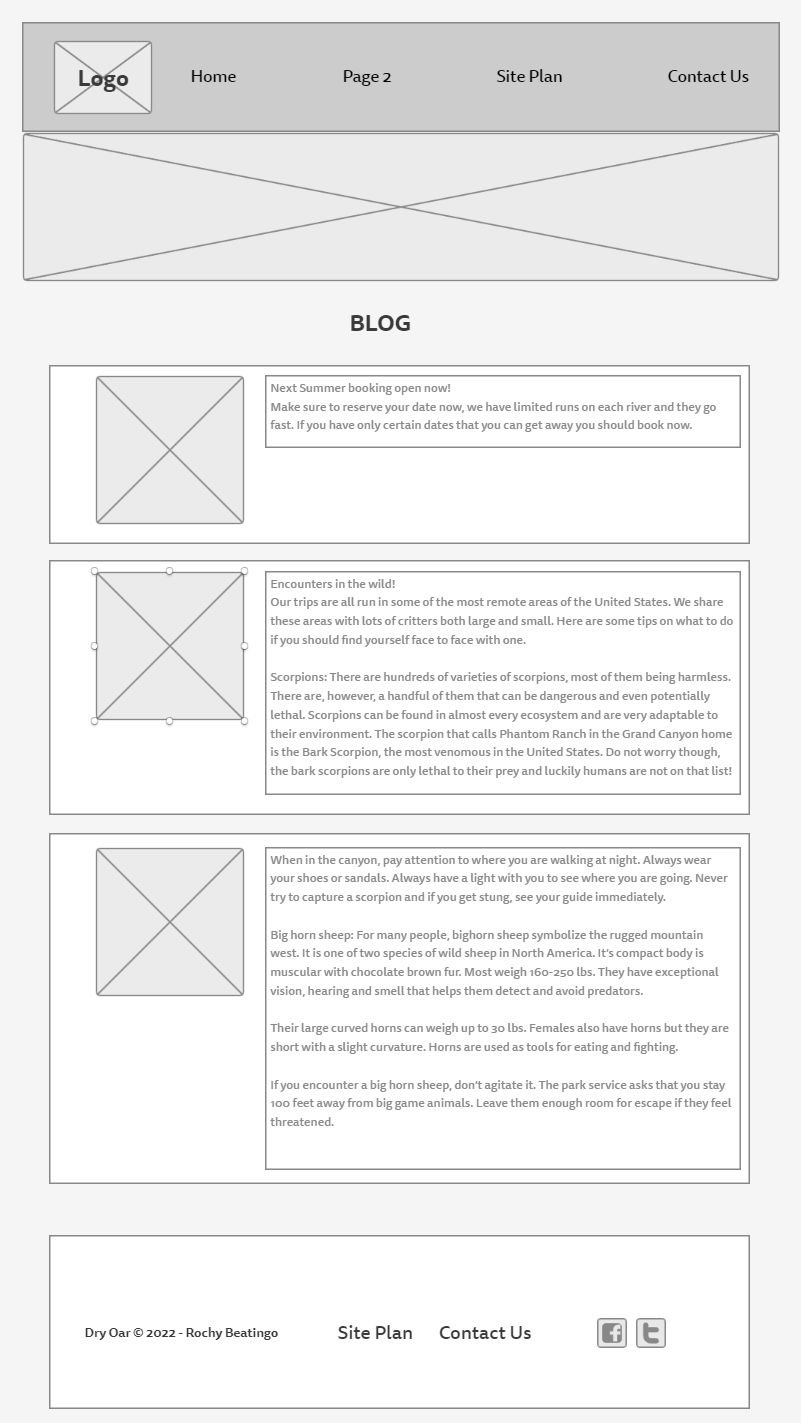 Logo
Home Page 2 Site Plan Contact Us
BLOG
Next Summer booking open now!
Make sure to reserve your date now, we have limited runs on each river and they go
fast. If you have only certain dates that you can get away you should book now.
Encounters in the wild!
Our trips are all run in some of the most remote areas of the United States. We share
these areas with lots of critters both large and small. Here are some tips on what to do
if you should find yourself face to face with one.
Scorpions: There are hundreds of varieties of scorpions, most of them being harmless.
There are, however, a handful of them that can be dangerous and even potentially
lethal. Scorpions can be found in almost every ecosystem and are very adaptable to
their environment. The scorpion that calls Phantom Ranch in the Grand Canyon home
is the Bark Scorpion, the most venomous in the United States. Do not worry though,
the bark scorpions are only lethal to their prey and luckily humans are not on that list!
When in the canyon, pay attention to where you are walking at night. Always wear
your shoes or sandals. Always have a light with you to see where you are going. Never
try to capture a scorpion and if you get stung, see your guide immediately.
Big horn sheep: For many people, bighorn sheep symbolize the rugged mountain
west. It is one of two species of wild sheep in North America. It's compact body is
muscular with chocolate brown fur. Most weigh 160-250 lbs. They have exceptional
vision, hearing and smell that helps them detect and avoid predators.
Their large curved horns can weigh up to 30 lbs. Females also have horns but they are
short with a slight curvature. Horns are used as tools for eating and fighting.
If you encounter a big horn sheep, don't agitate it. The park service asks that you stay
100 feet away from big game animals. Leave them enough room for escape if they feel
threatened.
Dry Oar © 2022 - Rochy Beatingo Site Plan Contact Us